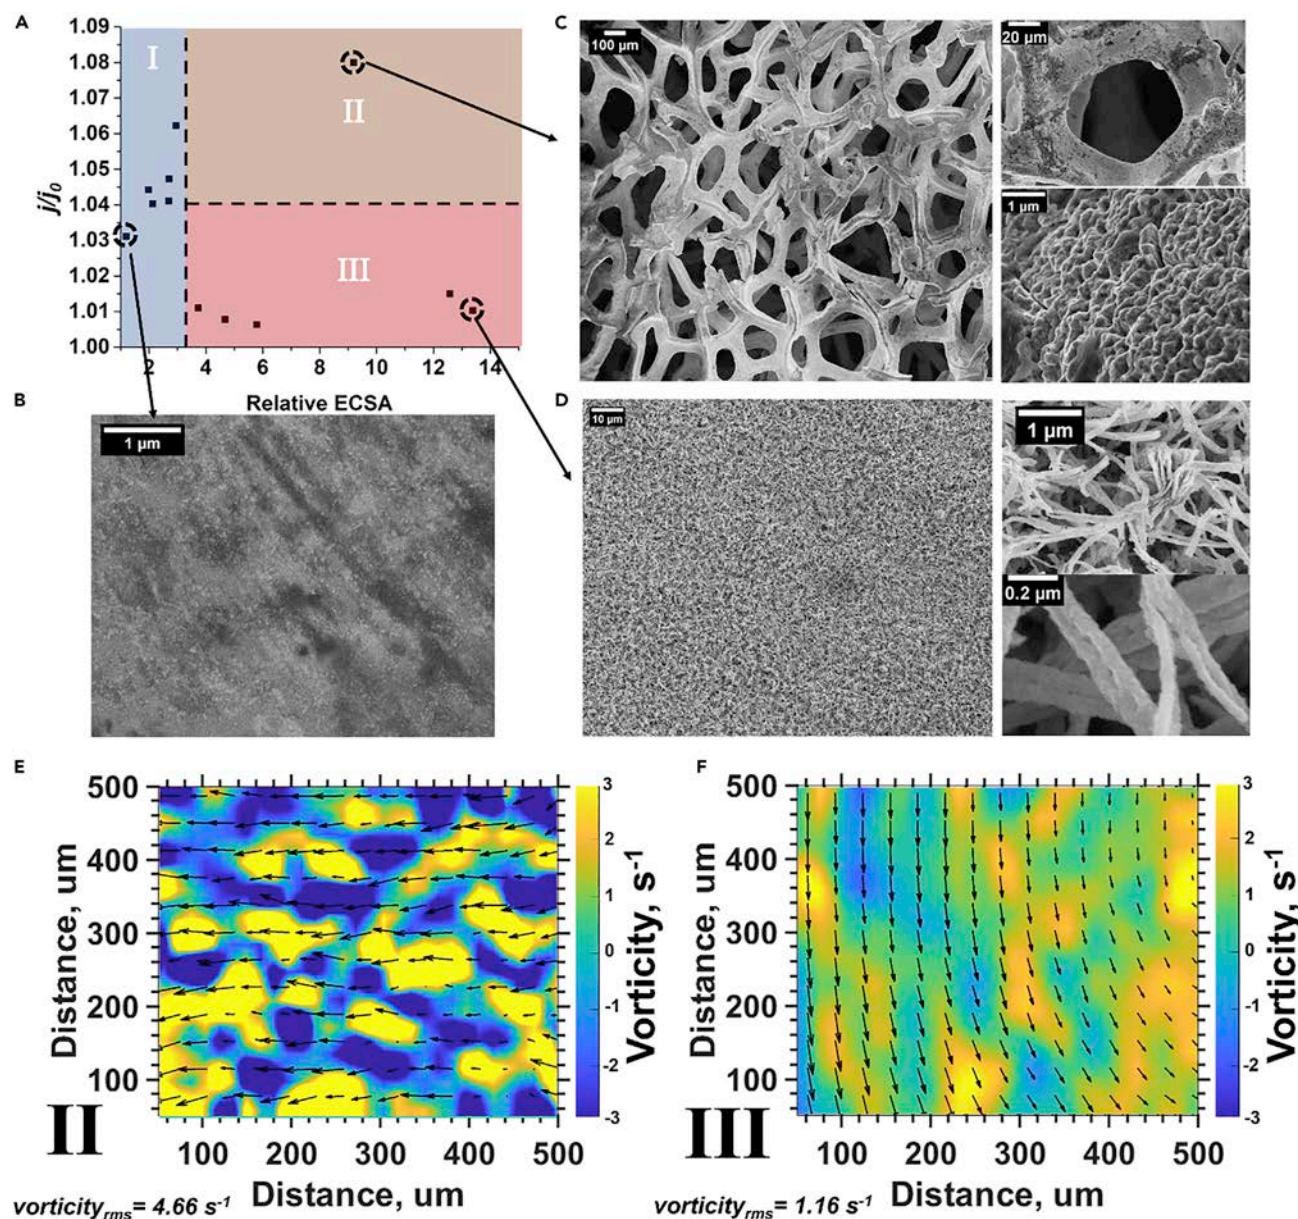 A
1.09
1.08
1.07
1.06
1.05
1.04
1.03
1.02
1.01
1.00
j/j0
I
II
III
2 4 6 8 10 12 14
Relative ECSA
B
1 μm
C
100 μm
20 μm
1 μm
D
10 μm
1 μm
0.2 μm
E
500
400
300
200
100
Distance, um
100 200 300 400 500
Distance, um
3
2
1
0
-1
-2
-3
Vorticity, s-1
II
vorticityrms= 4.66 s-1
F
500
400
300
200
100
Distance, um
100 200 300 400 500
Distance, um
3
2
1
0
-1
-2
-3
Vorticity, s-1
III
vorticityrms= 1.16 s-1